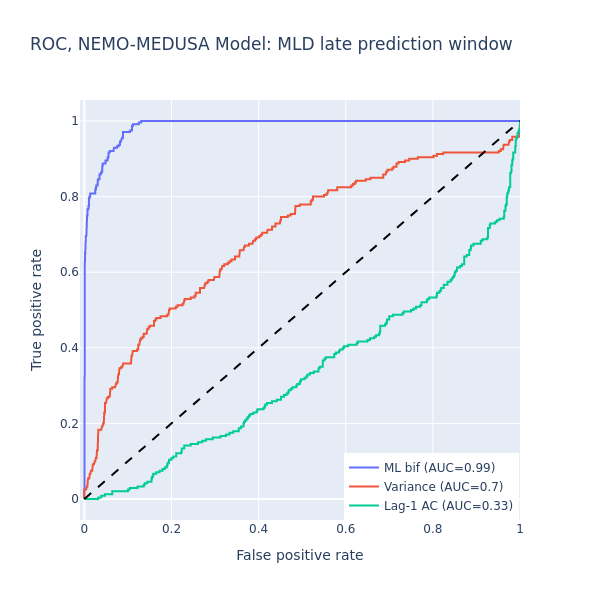 ROC, NEMO-MEDUSA Model: MLD late prediction window
True positive rate
1
0.8
0.6
0.4
0.2
0
0 0.2 0.4 0.6 0.8 1
False positive rate
ML bif (AUC=0.99)
Variance (AUC=0.7)
Lag-1 AC (AUC=0.33)